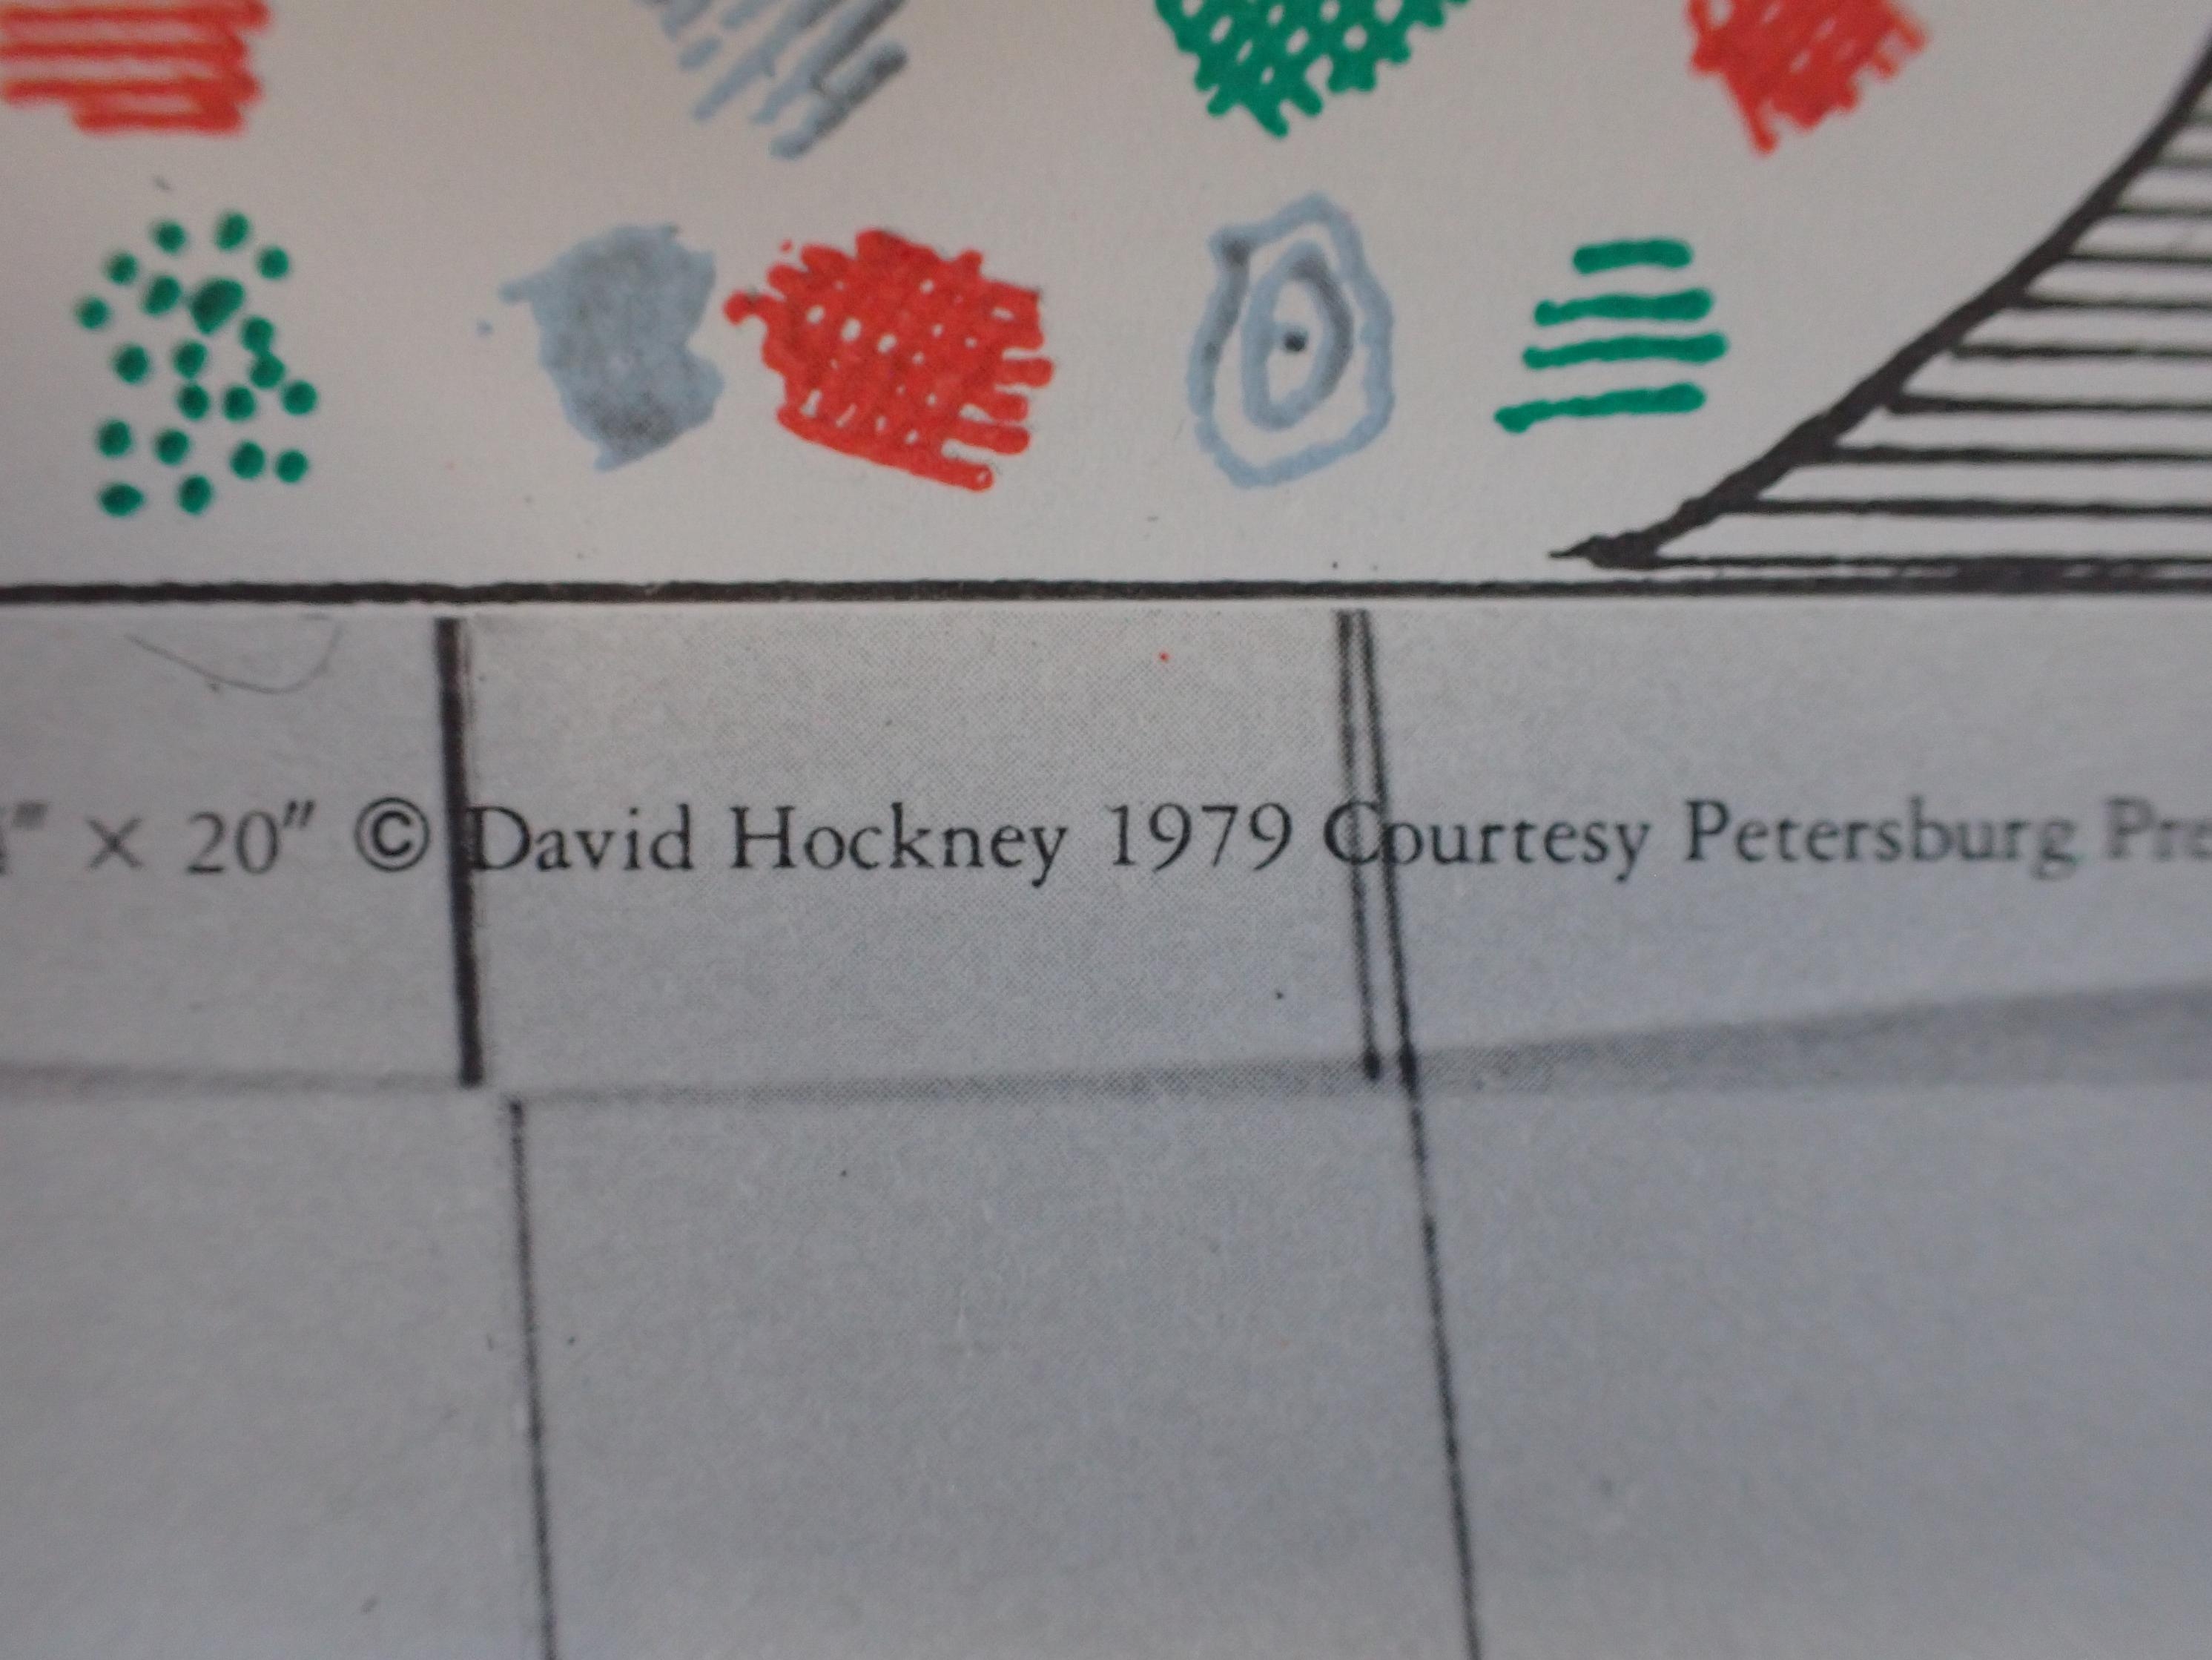 × 20″ © David Hockney 1979 Courtesy Petersburg